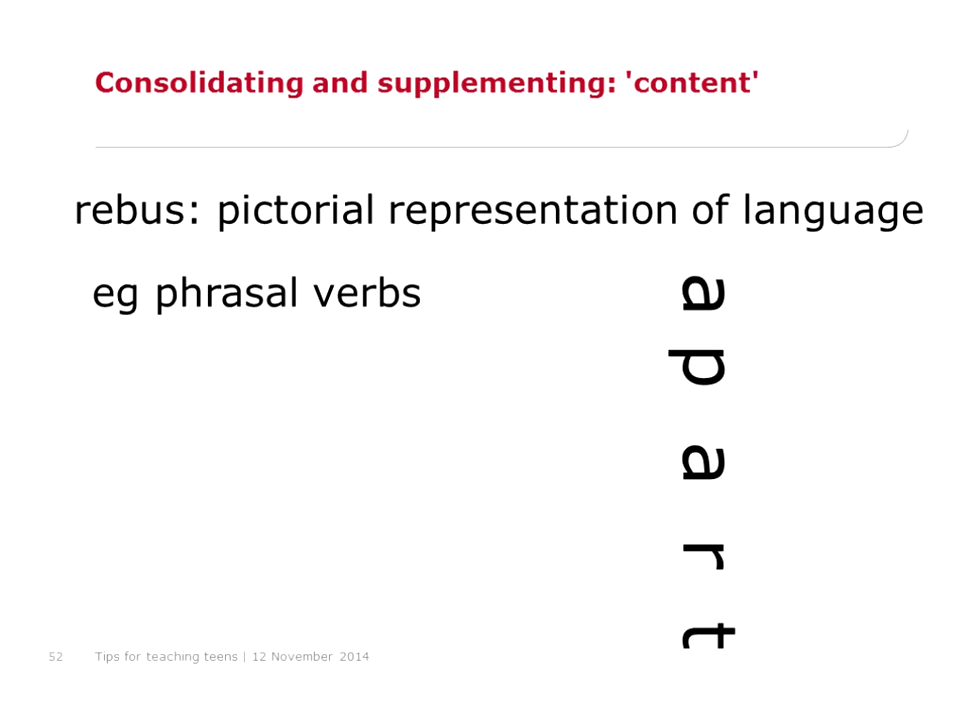 Consolidating and supplementing: 'content'
rebus: pictorial representation of language
eg phrasal verbs
a p a r t
52 Tips for teaching teens | 12 November 2014